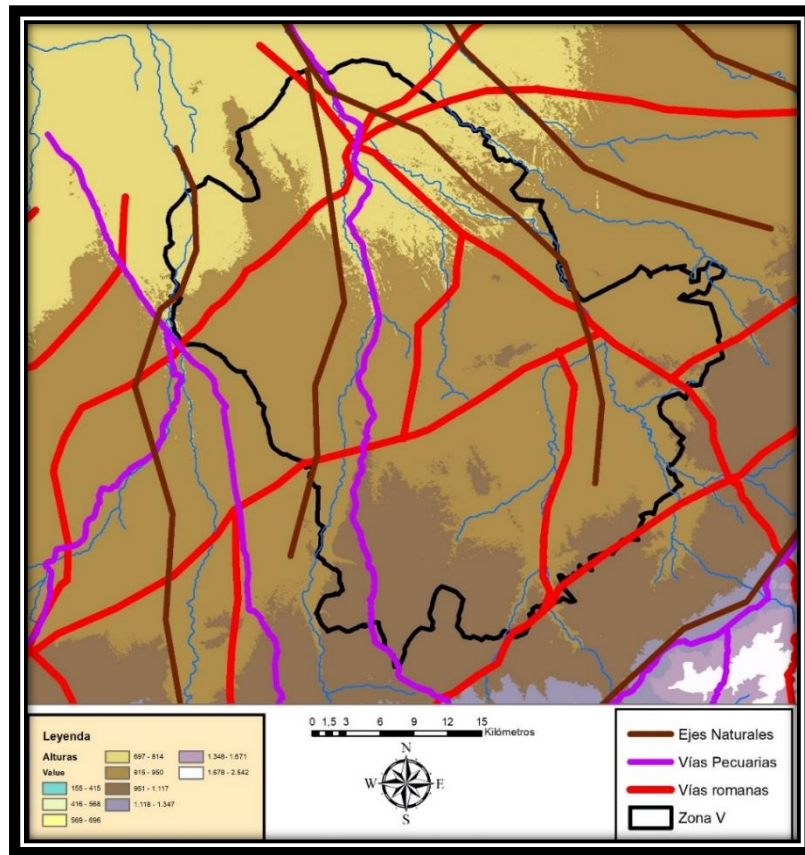 Leyenda
Alturas
Value
155 - 415
416 - 568
569 - 696
697 - 814
815 - 950
951 - 1.117
1.118 - 1.347
1.348 - 1.671
1.678 - 2.542
0 1,5 3 6 9 12 15
Kilómetros
N
W E
S
Ejes Naturales
Vías Pecuarias
Vías romanas
Zona V